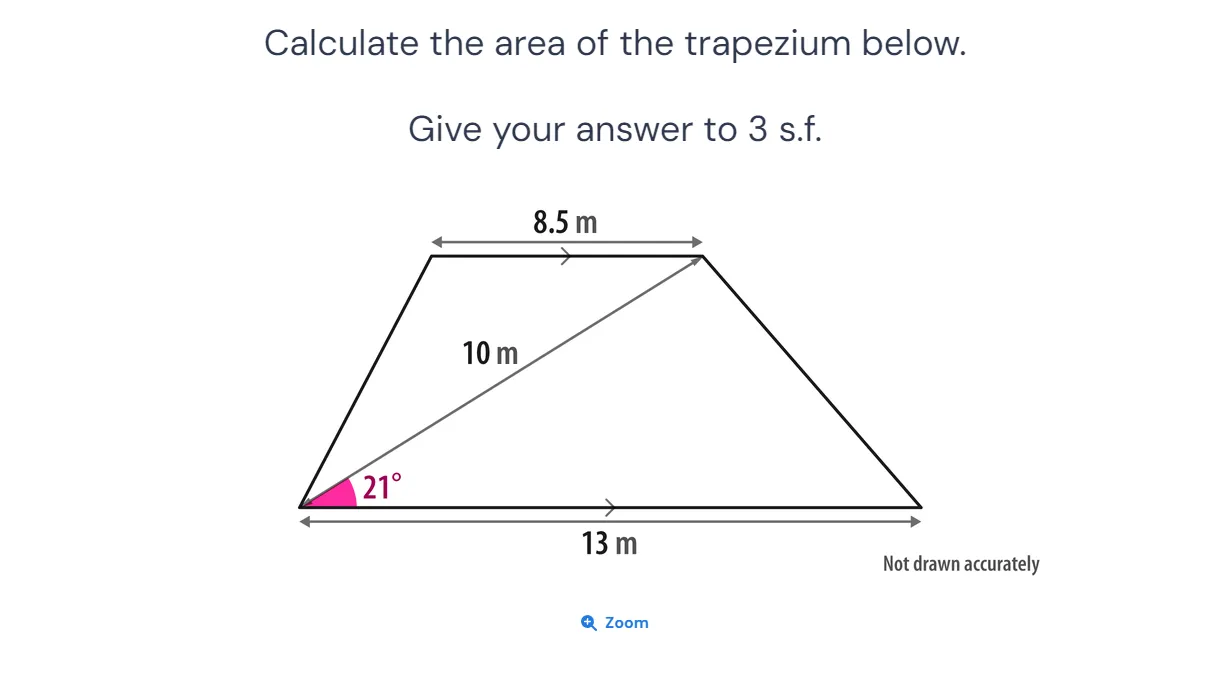 Calculate the area of the trapezium below.
Give your answer to 3 s.f.
8.5 m
10 m
21°
13 m
Not drawn accurately
Zoom